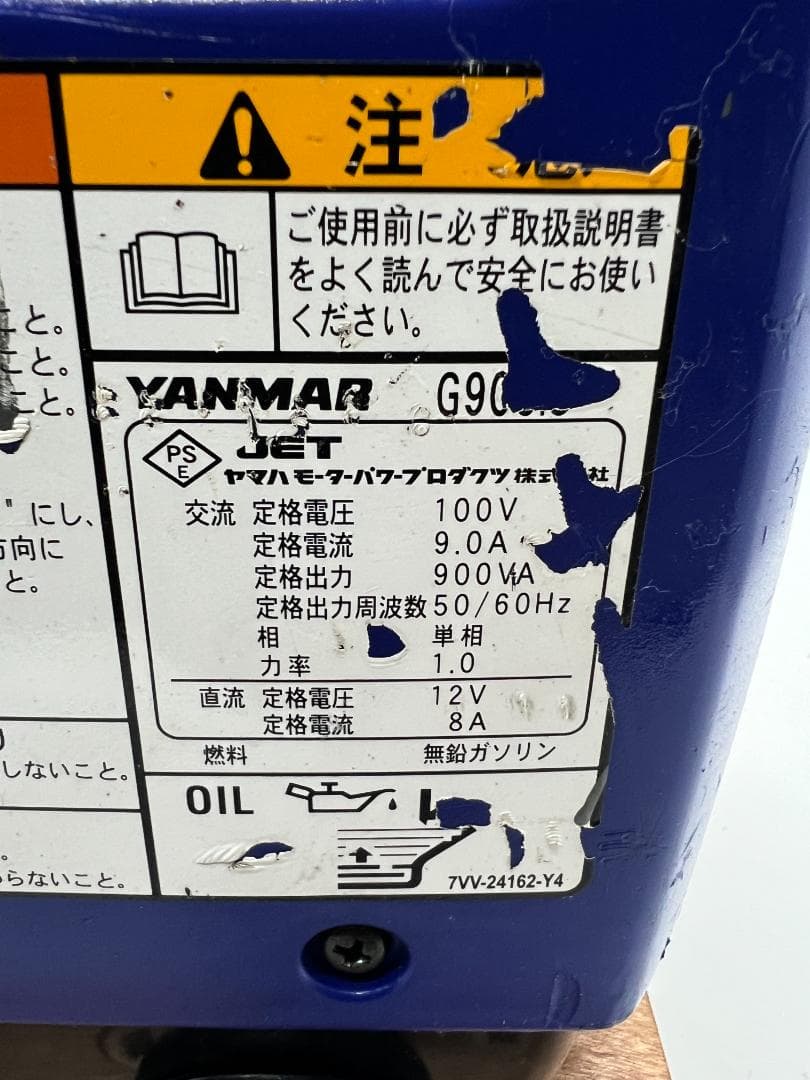 注
ご使用前に必ず取扱説明書
をよく読んで安全にお使い
ください。
こと。
こと。
こと。
" にし、
方向に
と。
しないこと。
らないこと。
YANMAR
PS
E
JET
ヤマハモーターパワープロダクツ株式会社
交流 定格電圧 100V
定格電流 9.0A
定格出力 900VA
定格出力周波数 50/60Hz
相 単相
力率 1.0
直流 定格電圧 12V
定格電流 8A
燃料 無鉛ガソリン
OIL
7VV-24162-Y4